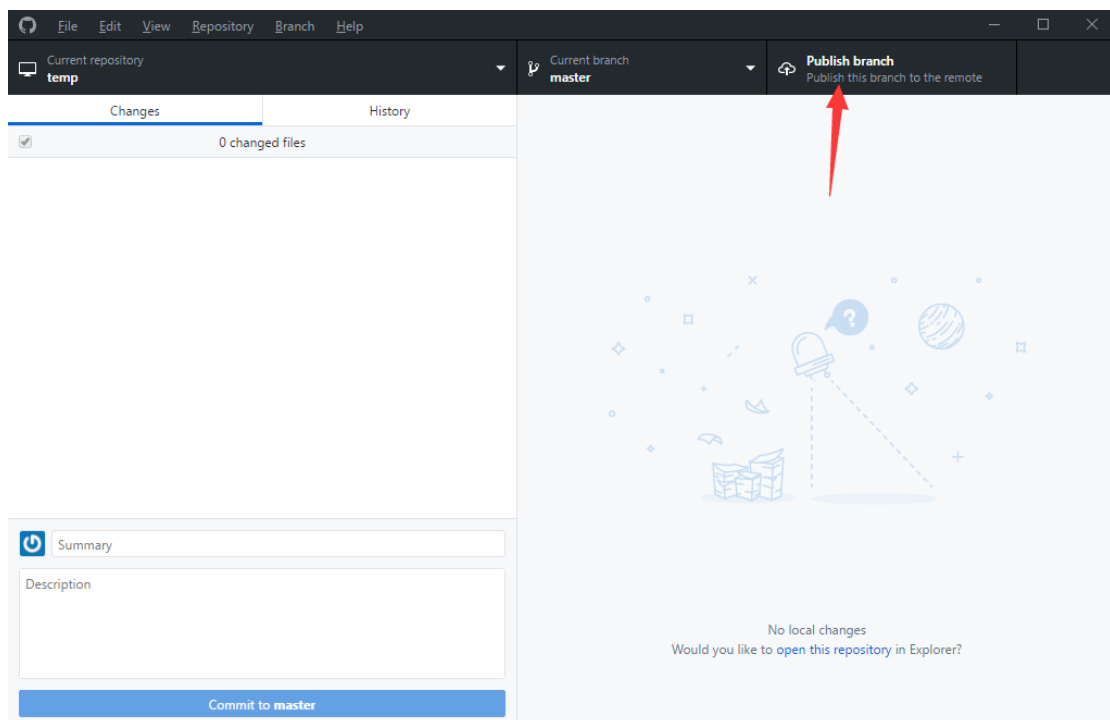 File Edit View Repository Branch Help
Current repository
temp
Current branch
master
Publish branch
Publish this branch to the remote
Changes
History
0 changed files
?
Summary
Description
Commit to master
No local changes
Would you like to open this repository in Explorer?